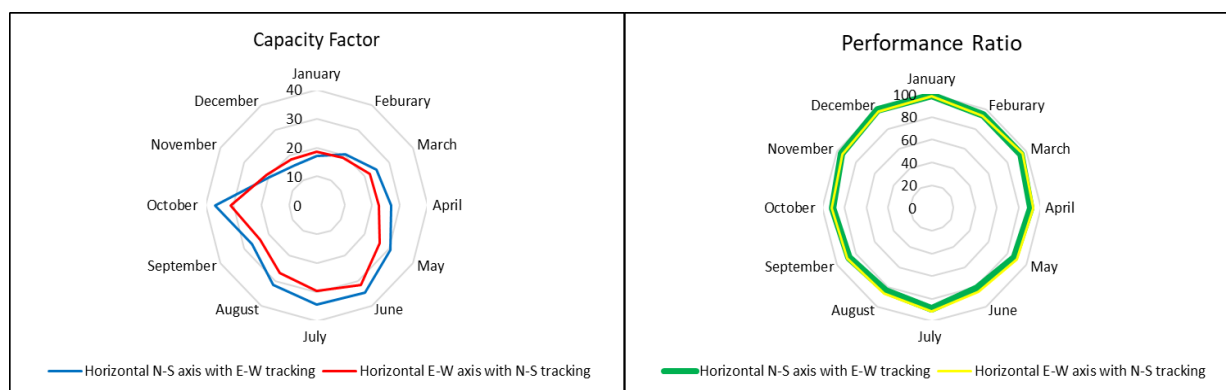 Capacity Factor
January
Feburary
March
April
May
June
July
August
September
October
November
December
40
30
20
10
0
Horizontal N-S axis with E-W tracking
Horizontal E-W axis with N-S tracking
Performance Ratio
January
Feburary
March
April
May
June
July
August
September
October
November
December
100
80
60
40
20
0
Horizontal N-S axis with E-W tracking
Horizontal E-W axis with N-S tracking